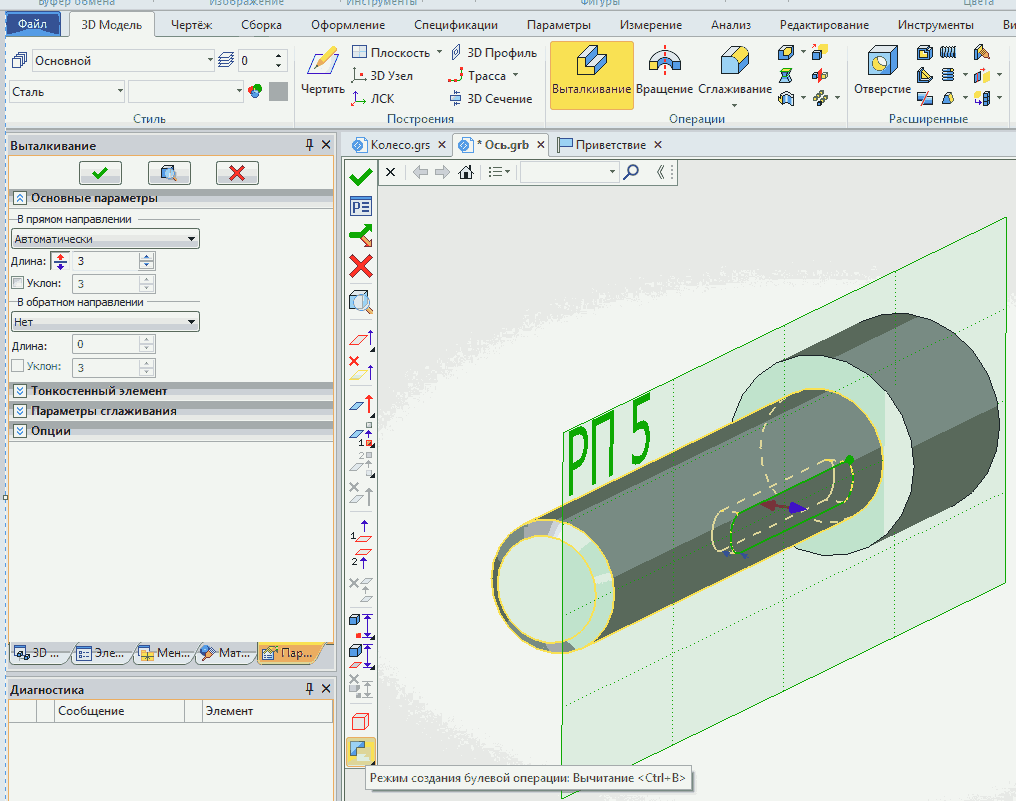 Буфер обмена Изображение Инструменты Фигуры Цвета
Файл 3D Модель Чертёж Сборка Оформление Спецификации Параметры Измерение Анализ Редактирование Инструменты
Основной 0
Сталь
Стиль
Чертить
Плоскость
3D Узел
ЛСК
3D Профиль
Трасса
3D Сечение
Построения
Выталкивание Вращение Сглаживание
Операции
Отверстие
Расширенные
Выталкивание
Основные параметры
В прямом направлении
Автоматически
Длина: 3
Уклон: 3
В обратном направлении
Нет
Длина: 0
Уклон: 3
Тонкостенный элемент
Параметры сглаживания
Опции
3D ... Эле... Мен... Мат... Пар...
Диагностика
Сообщение Элемент
Колесо.grs * Ось.grb Приветствие
РП 5
Режим создания булевой операции: Вычитание <Ctrl+B>